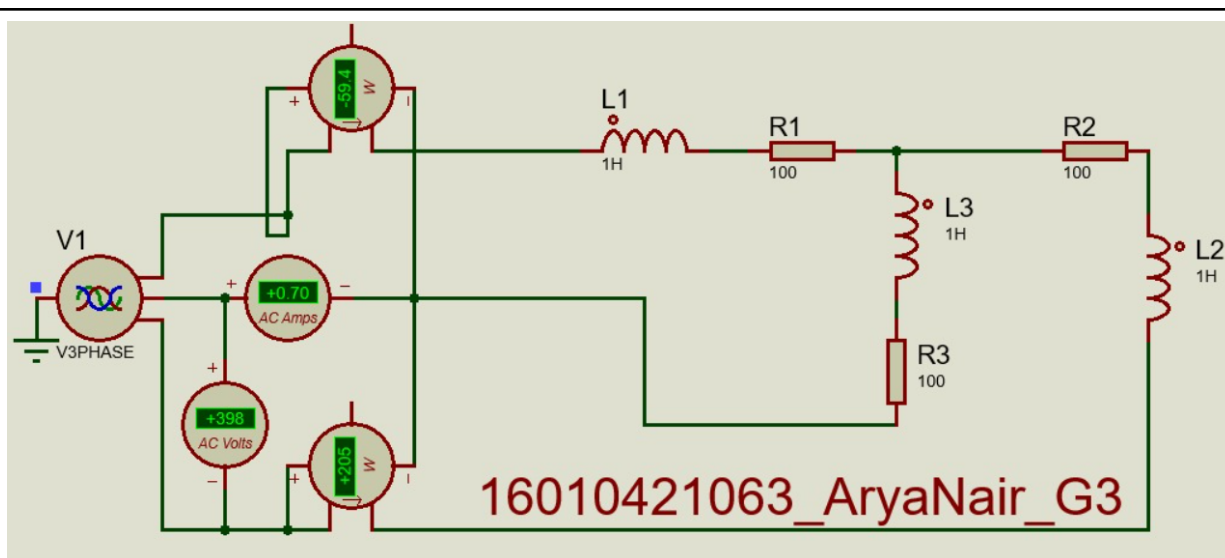 -59.4
W
+
−
L1
1H
R1
100
R2
100
L3
1H
L2
1H
V1
V3PHASE
+
+0.70
AC Amps
−
R3
100
+
+398
AC Volts
−
+
+205
W
−
16010421063_AryaNair_G3